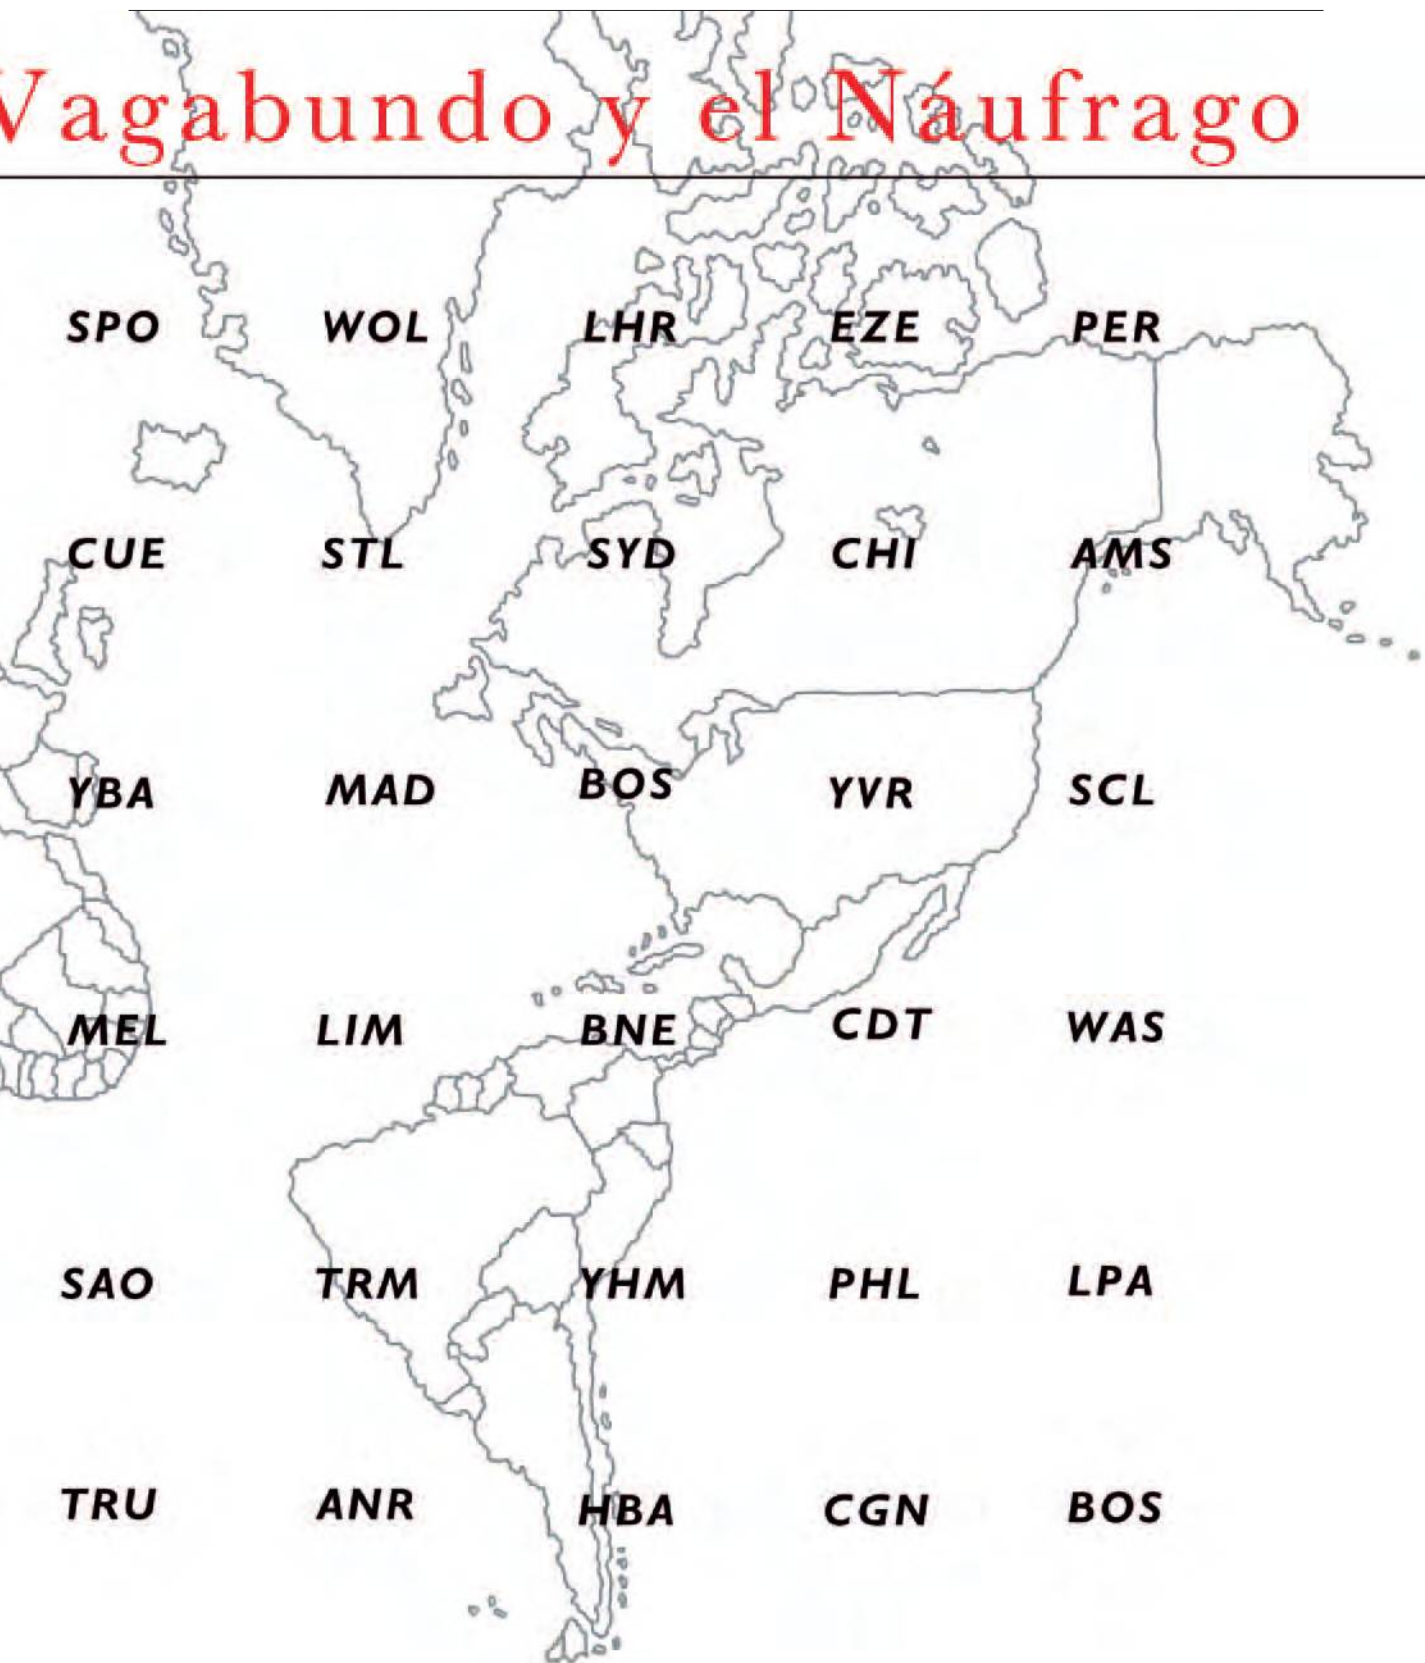 Vagabundo y el Náufrago
SPO WOL LHR EZE PER
CUE STL SYD CHI AMS
YBA MAD BOS YVR SCL
MEL LIM BNE CDT WAS
SAO TRM YHM PHL LPA
TRU ANR HBA CGN BOS